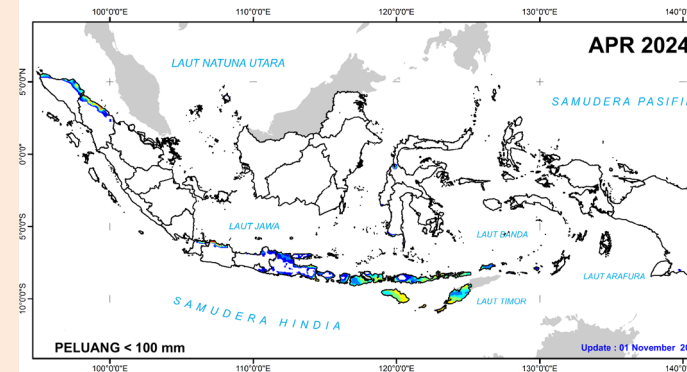 100°0'0"E 110°0'0"E 120°0'0"E 130°0'0"E 140°0'
APR 2024
LAUT NATUNA UTARA
5°0'0"N
SAMUDERA PASIFI
0°0'0"
LAUT JAWA
5°0'0"S
LAUT BANDA
LAUT ARAFURA
10°0'0"S
SAMUDERA HINDIA
LAUT TIMOR
PELUANG < 100 mm
Update : 01 November 20
100°0'0"E 110°0'0"E 120°0'0"E 130°0'0"E 140°0'